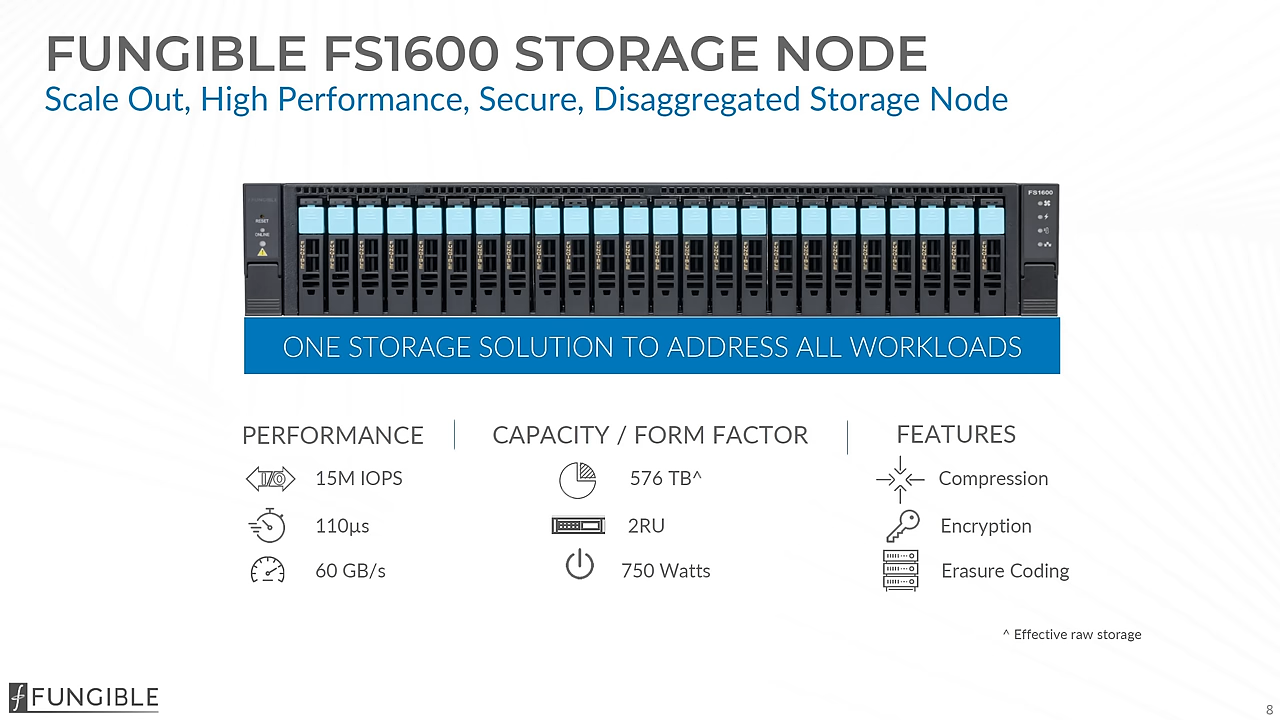 FUNGIBLE FS1600 STORAGE NODE
Scale Out, High Performance, Secure, Disaggregated Storage Node
FS1600
RESET
ONLINE
ONE STORAGE SOLUTION TO ADDRESS ALL WORKLOADS
PERFORMANCE
I/O 15M IOPS
110µs
60 GB/s
CAPACITY / FORM FACTOR
576 TB^
2RU
750 Watts
FEATURES
Compression
Encryption
Erasure Coding
^ Effective raw storage
FUNGIBLE
8